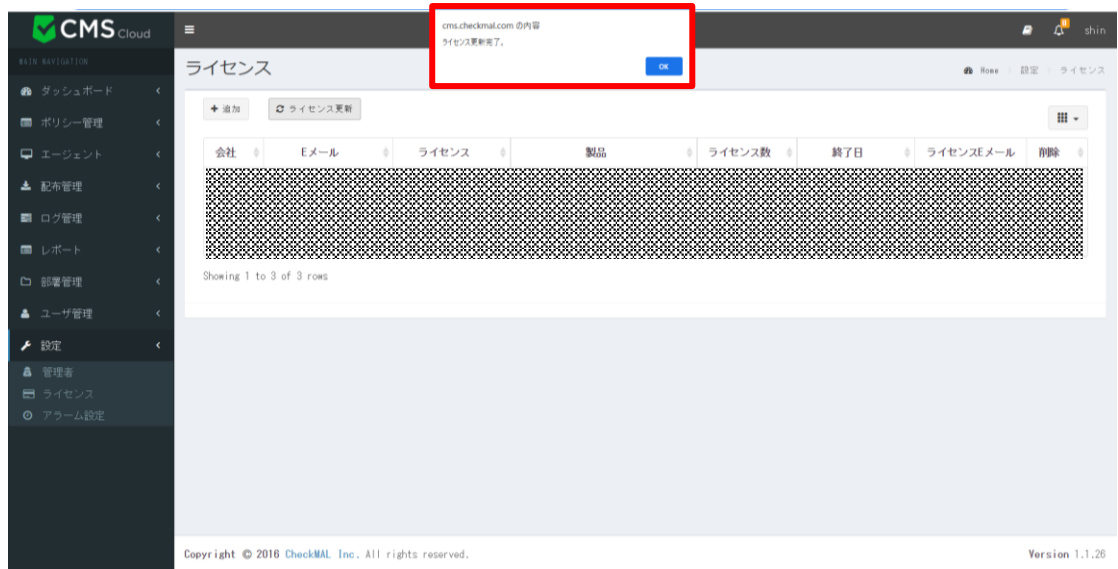 CMS Cloud
cms.checkmal.com の内容
ライセンス更新完了。
OK
0
shin
MAIN NAVIGATION
ダッシュボード
ポリシー管理
エージェント
配布管理
ログ管理
レポート
部署管理
ユーザ管理
設定
管理者
ライセンス
アラーム設定
ライセンス
Home > 設定 > ライセンス
追加
ライセンス更新
会社 Eメール ライセンス 製品 ライセンス数 終了日 ライセンスEメール 削除
Showing 1 to 3 of 3 rows
Copyright © 2016 CheckMAL Inc. All rights reserved.
Version 1.1.26